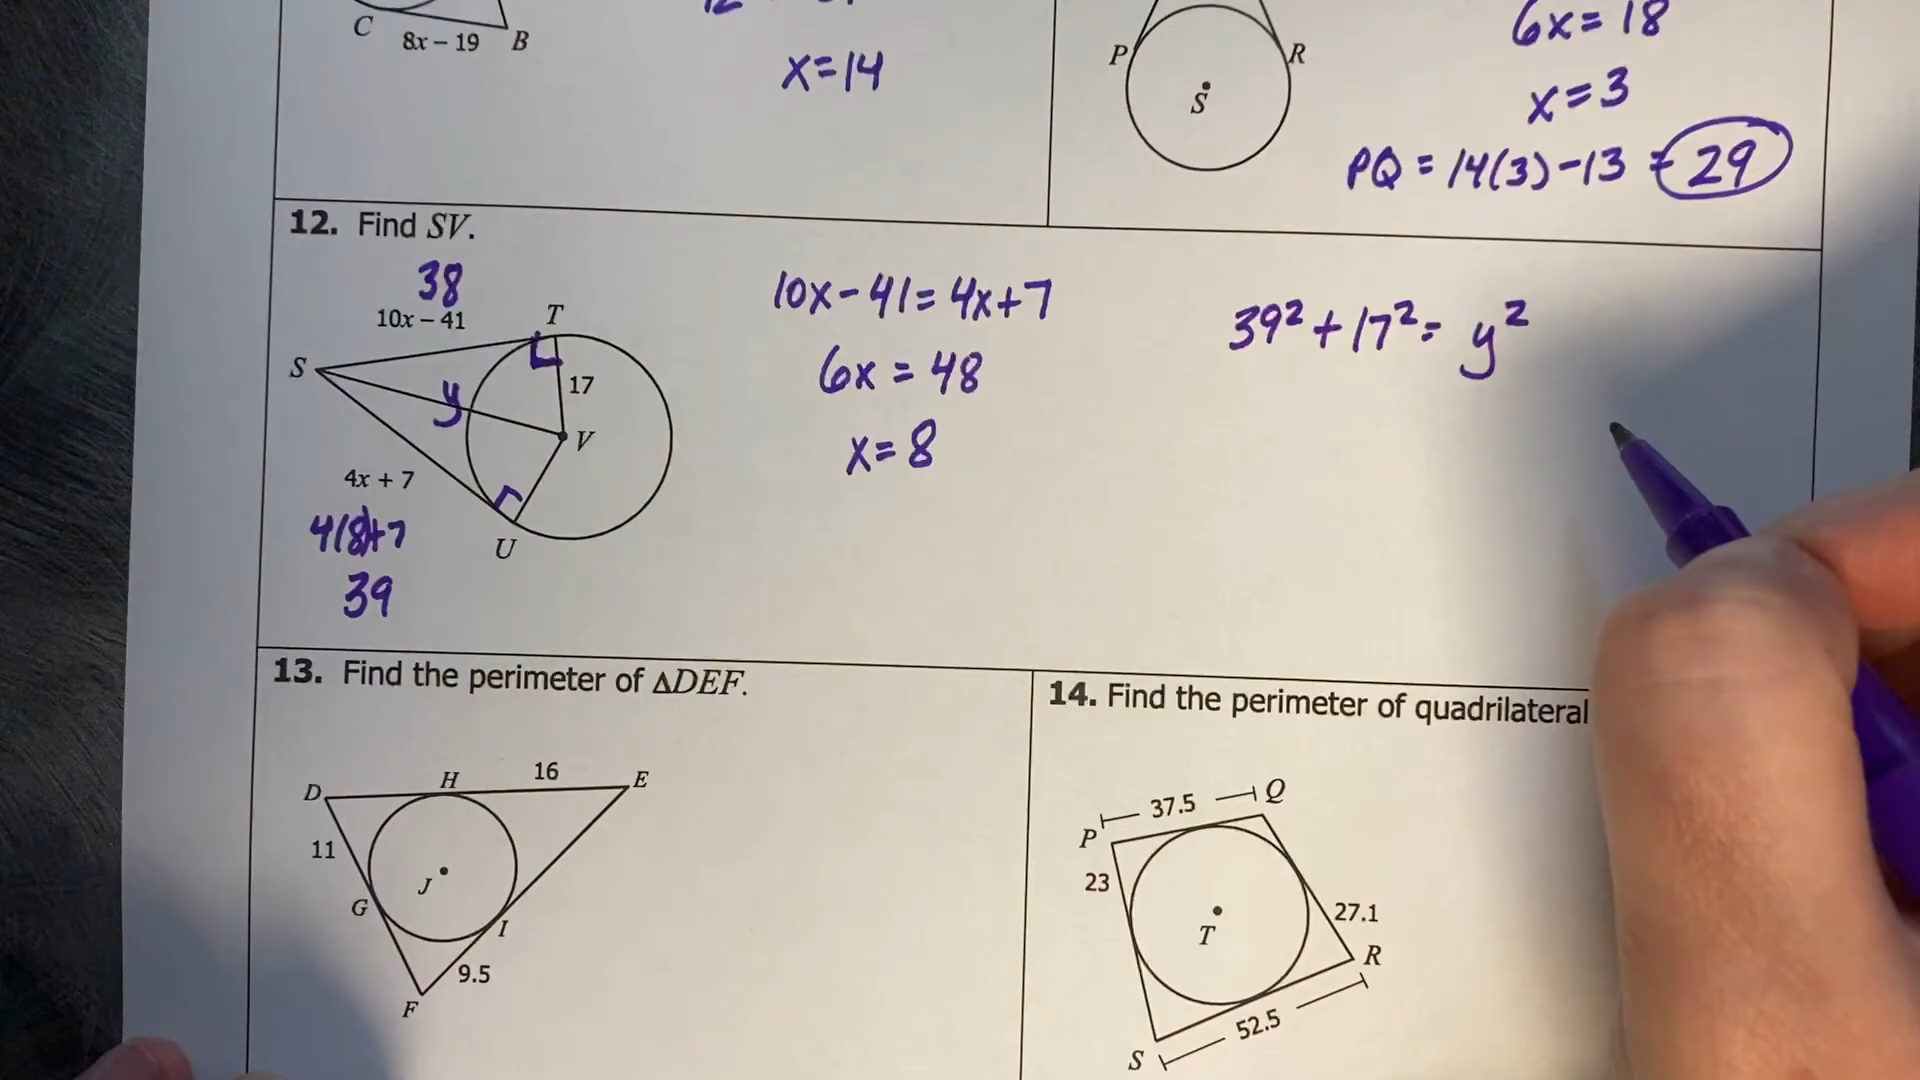 C
8x – 19
B
x=14
P
R
S
6x=18
x=3
PQ = 14(3)-13 = 29
12. Find SV.
38
10x – 41
T
S
y
17
V
4x + 7
4(8)+7
39
U
10x-41=4x+7
6x = 48
x=8
39² + 17² = y²
13. Find the perimeter of ΔDEF.
D
H
16
E
11
J
G
I
9.5
F
14. Find the perimeter of quadrilateral
37.5
Q
P
23
T
27.1
R
52.5
S